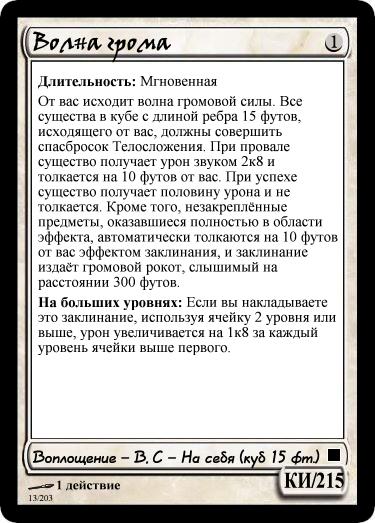 Волна грома 1
Длительность: Мгновенная
От вас исходит волна громовой силы. Все
существа в кубе с длиной ребра 15 футов,
исходящего от вас, должны совершить
спасбросок Телосложения. При провале
существо получает урон звуком 2к8 и
толкается на 10 футов от вас. При успехе
существо получает половину урона и не
толкается. Кроме того, незакреплённые
предметы, оказавшиеся полностью в области
эффекта, автоматически толкаются на 10 футов
от вас эффектом заклинания, и заклинание
издаёт громовой рокот, слышимый на
расстоянии 300 футов.
На больших уровнях: Если вы накладываете
это заклинание, используя ячейку 2 уровня или
выше, урон увеличивается на 1к8 за каждый
уровень ячейки выше первого.
Воплощение – В, С – На себя (куб 15 фт.)
КИ/215
1 действие
13/203